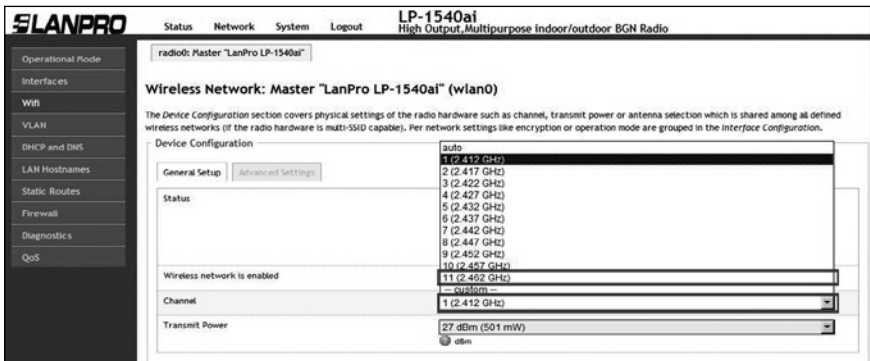 LANPRO
Status Network System Logout
LP-1540ai
High Output,Multipurpose indoor/outdoor BGN Radio
Operational Mode
Interfaces
Wifi
VLAN
DHCP and DNS
LAN Hostnames
Static Routes
Firewall
Diagnostics
QoS
radio0: Master "LanPro LP-1540ai"
Wireless Network: Master "LanPro LP-1540ai" (wlan0)
The Device Configuration section covers physical settings of the radio hardware such as channel, transmit power or antenna selection which is shared among all defined
wireless networks (if the radio hardware is multi-SSID capable). Per network settings like encryption or operation mode are grouped in the Interface Configuration.
Device Configuration
General Setup Advanced Settings
Status
auto
1 (2.412 GHz)
2 (2.417 GHz)
3 (2.422 GHz)
4 (2.427 GHz)
5 (2.432 GHz)
6 (2.437 GHz)
7 (2.442 GHz)
8 (2.447 GHz)
9 (2.452 GHz)
10 (2.457 GHz)
11 (2.462 GHz)
-- custom --
Wireless network is enabled
Channel 1 (2.412 GHz)
Transmit Power 27 dBm (501 mW)
dBm